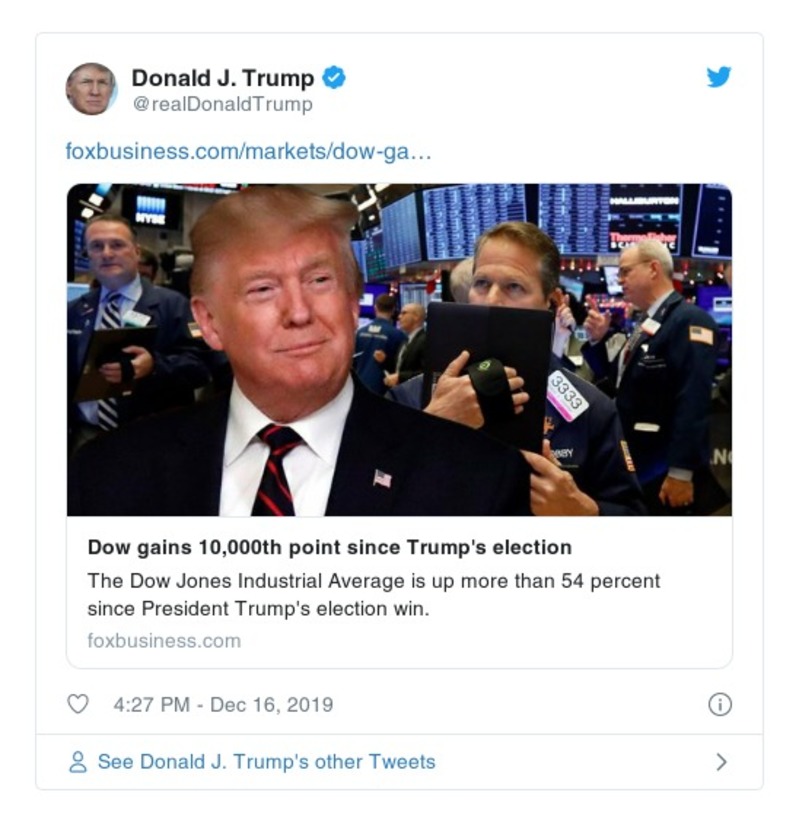 Donald J. Trump
@realDonaldTrump
foxbusiness.com/markets/dow-ga…
NYSE
HALLIBURTON
ThermoFisher
SCIENTIFIC
3333
Dow gains 10,000th point since Trump's election
The Dow Jones Industrial Average is up more than 54 percent
since President Trump's election win.
foxbusiness.com
4:27 PM - Dec 16, 2019
See Donald J. Trump's other Tweets